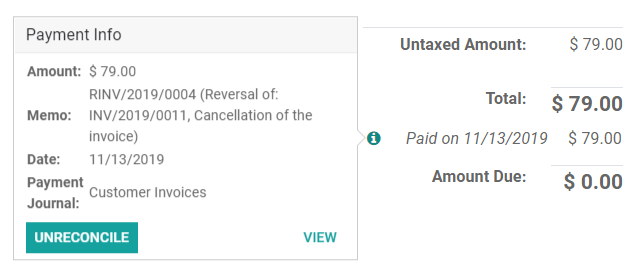 Payment Info
Amount: $ 79.00
Memo: RINV/2019/0004 (Reversal of:
INV/2019/0011, Cancellation of the
invoice)
Date: 11/13/2019
Payment Journal: Customer Invoices
UNRECONCILE VIEW
Untaxed Amount: $ 79.00
Total: $ 79.00
Paid on 11/13/2019 $ 79.00
Amount Due: $ 0.00